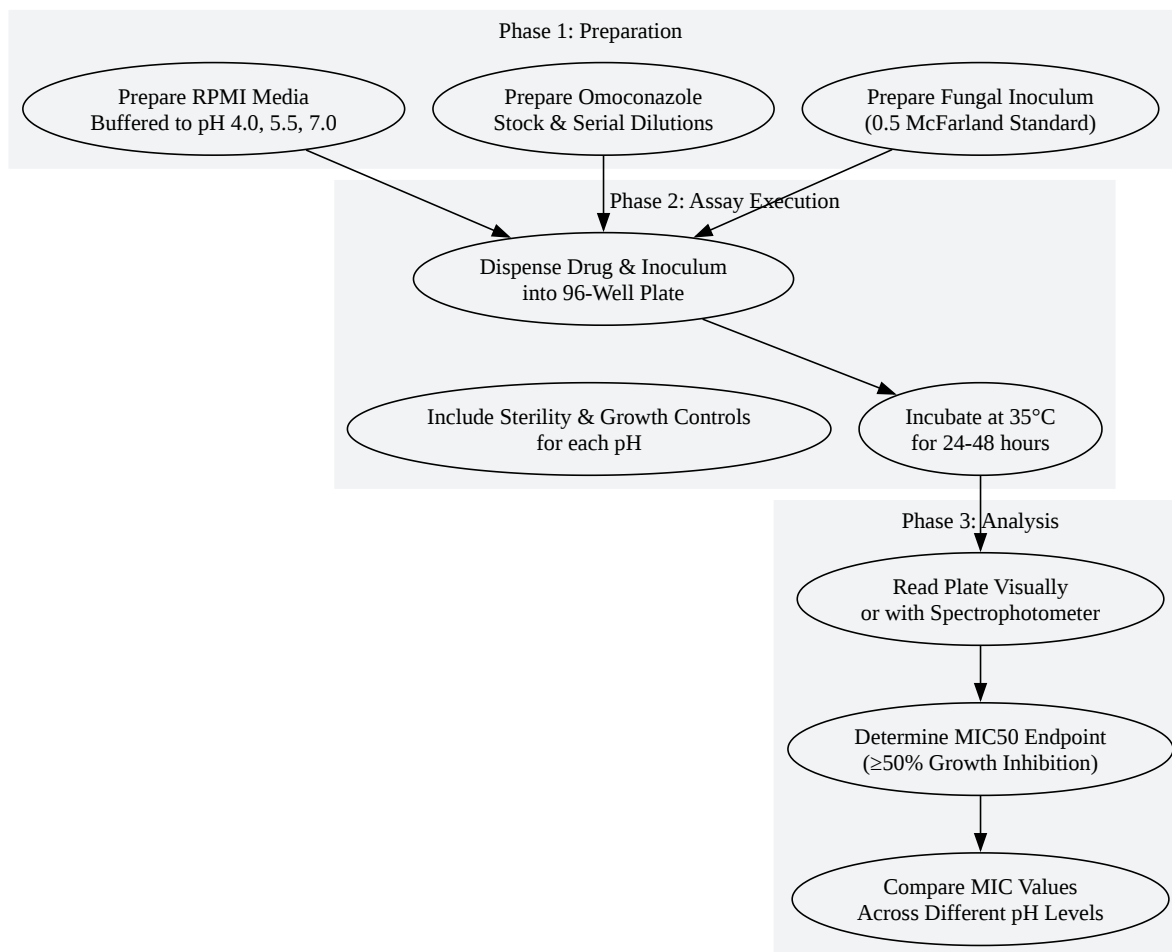 Phase 1: Preparation
Prepare RPMI Media
Buffered to pH 4.0, 5.5, 7.0
Prepare Omoconazole
Stock & Serial Dilutions
Prepare Fungal Inoculum
(0.5 McFarland Standard)
Phase 2: Assay Execution
Dispense Drug & Inoculum
into 96-Well Plate
Include Sterility & Growth Controls
for each pH
Incubate at 35°C
for 24-48 hours
Phase 3: Analysis
Read Plate Visually
or with Spectrophotometer
Determine MIC50 Endpoint
(≥50% Growth Inhibition)
Compare MIC Values
Across Different pH Levels